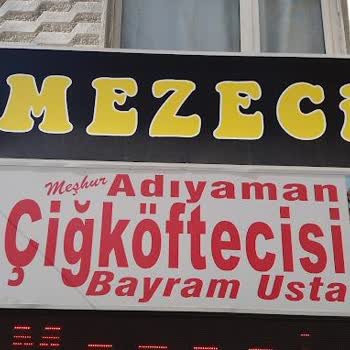 MEZECİ
Meşhur Adıyaman
Çiğköftecisi
Bayram Usta